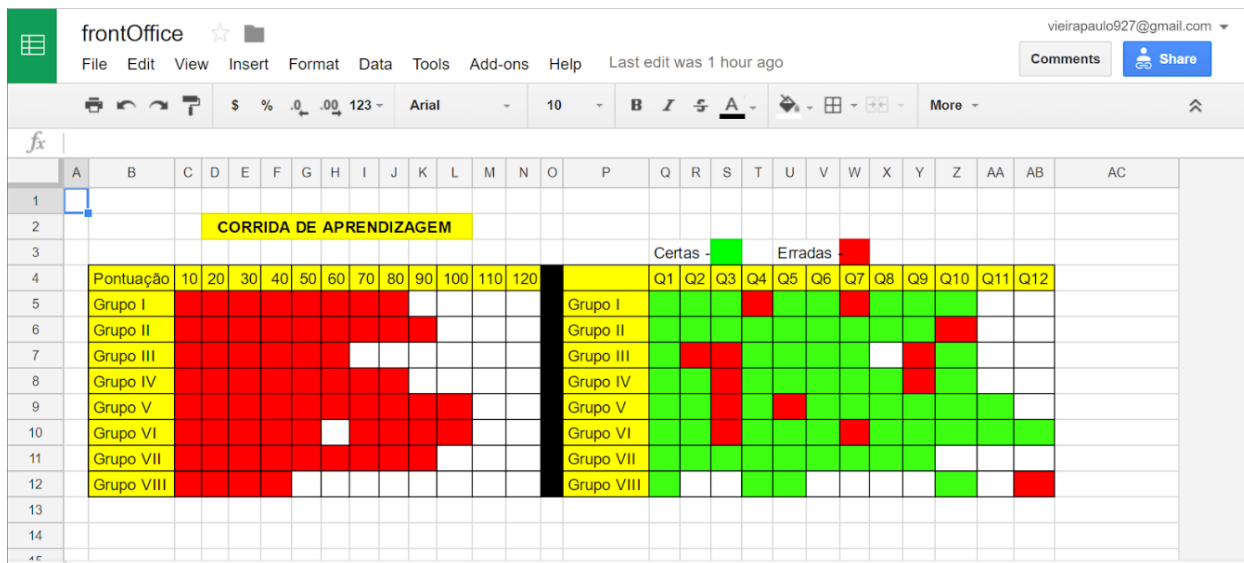 frontOffice
vieirapaulo927@gmail.com
File Edit View Insert Format Data Tools Add-ons Help Last edit was 1 hour ago
Comments Share
$ % .0 .00 123 Arial 10 B I S A More
fx
A B C D E F G H I J K L M N O P Q R S T U V W X Y Z AA AB AC
1
2 CORRIDA DE APRENDIZAGEM
3 Certas - Erradas -
4 Pontuação 10 20 30 40 50 60 70 80 90 100 110 120 Q1 Q2 Q3 Q4 Q5 Q6 Q7 Q8 Q9 Q10 Q11 Q12
5 Grupo I Grupo I
6 Grupo II Grupo II
7 Grupo III Grupo III
8 Grupo IV Grupo IV
9 Grupo V Grupo V
10 Grupo VI Grupo VI
11 Grupo VII Grupo VII
12 Grupo VIII Grupo VIII
13
14